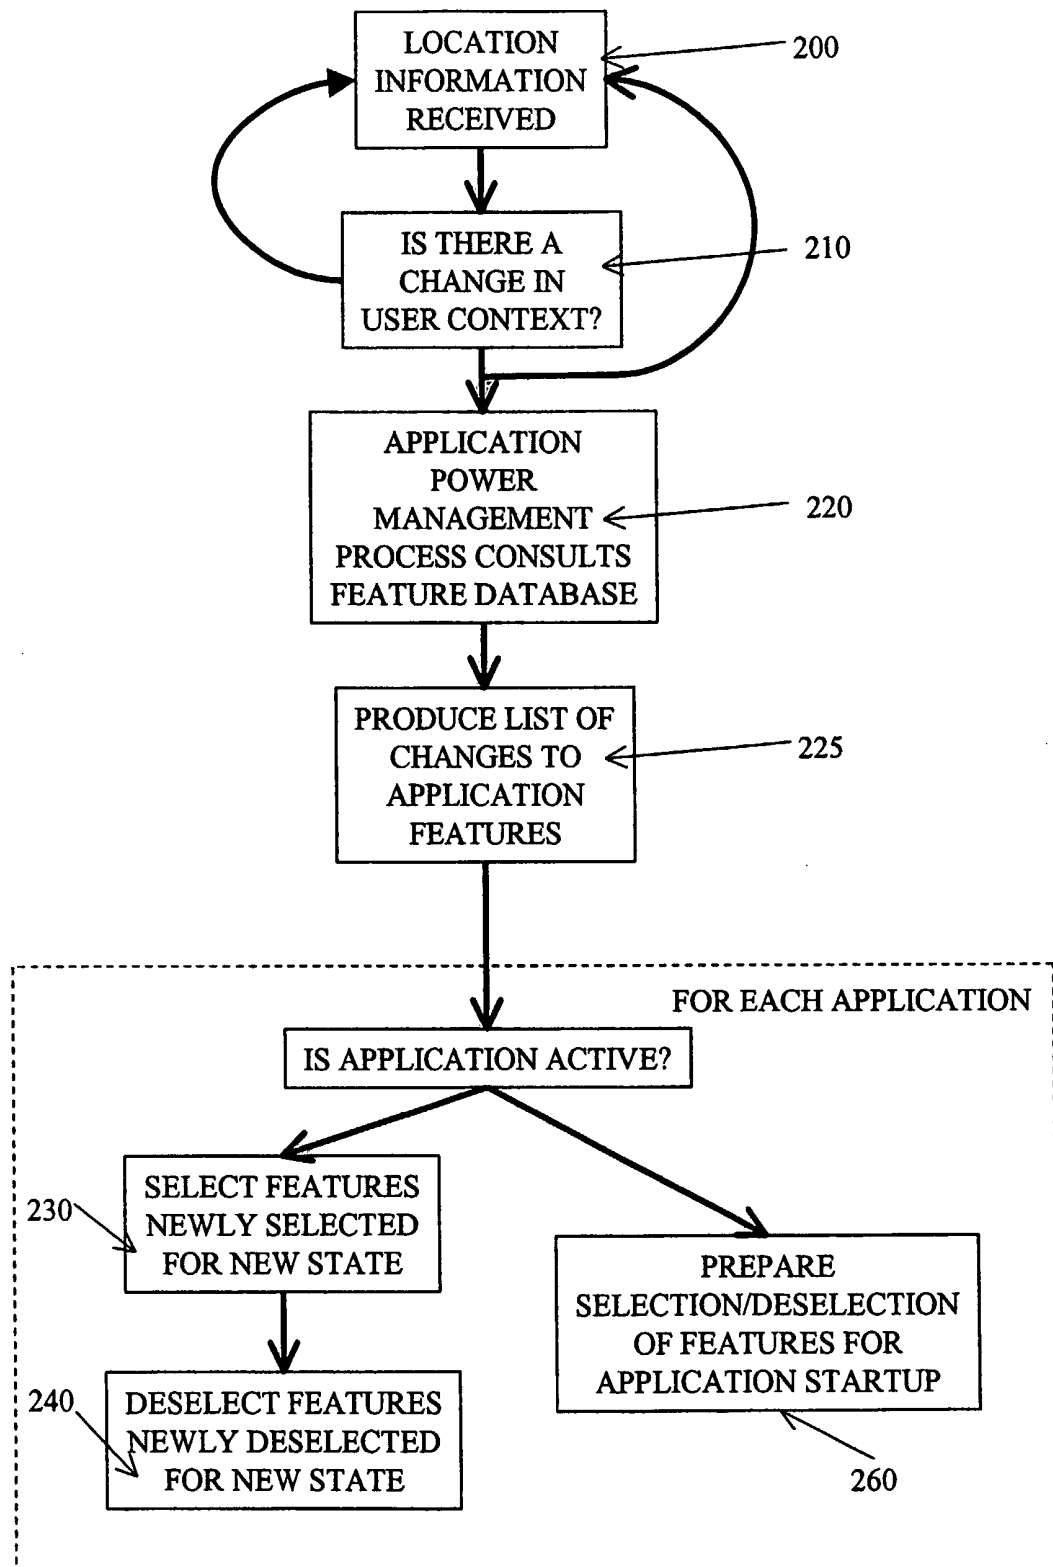 LOCATION
INFORMATION
RECEIVED
200
IS THERE A
CHANGE IN
USER CONTEXT?
210
APPLICATION
POWER
MANAGEMENT
PROCESS CONSULTS
FEATURE DATABASE
220
PRODUCE LIST OF
CHANGES TO
APPLICATION
FEATURES
225
FOR EACH APPLICATION
IS APPLICATION ACTIVE?
230
SELECT FEATURES
NEWLY SELECTED
FOR NEW STATE
PREPARE
SELECTION/DESELECTION
OF FEATURES FOR
APPLICATION STARTUP
240
DESELECT FEATURES
NEWLY DESELECTED
FOR NEW STATE
260